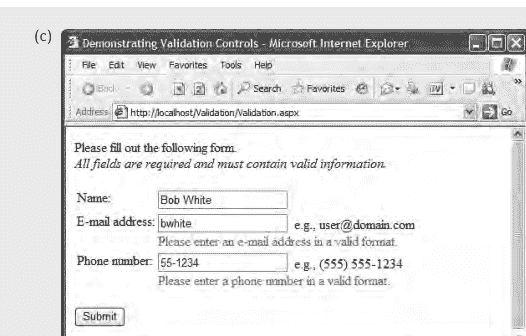 (c)
Demonstrating Validation Controls - Microsoft Internet Explorer
File Edit View Favorites Tools Help
Back Search Favorites
Address http://localhost/Validation/Validation.aspx Go
Please fill out the following form.
All fields are required and must contain valid information.
Name: Bob White
E-mail address: bwhite e.g., user@domain.com
Please enter an e-mail address in a valid format.
Phone number: 55-1234 e.g., (555) 555-1234
Please enter a phone number in a valid format.
Submit